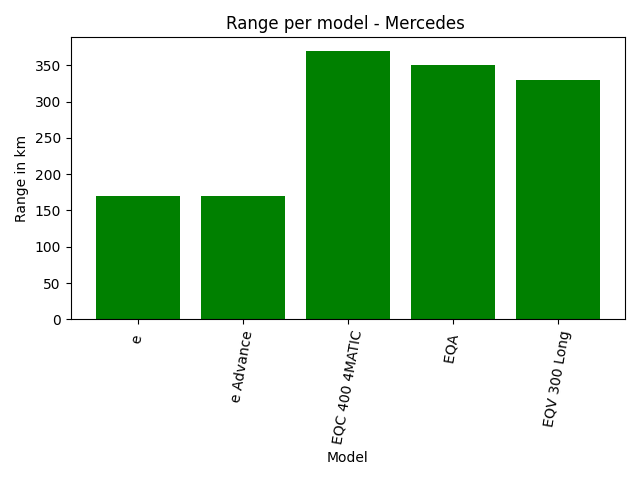 Range per model - Mercedes
Range in km
350
300
250
200
150
100
50
0
e
e Advance
EQC 400 4MATIC
EQA
EQV 300 Long
Model